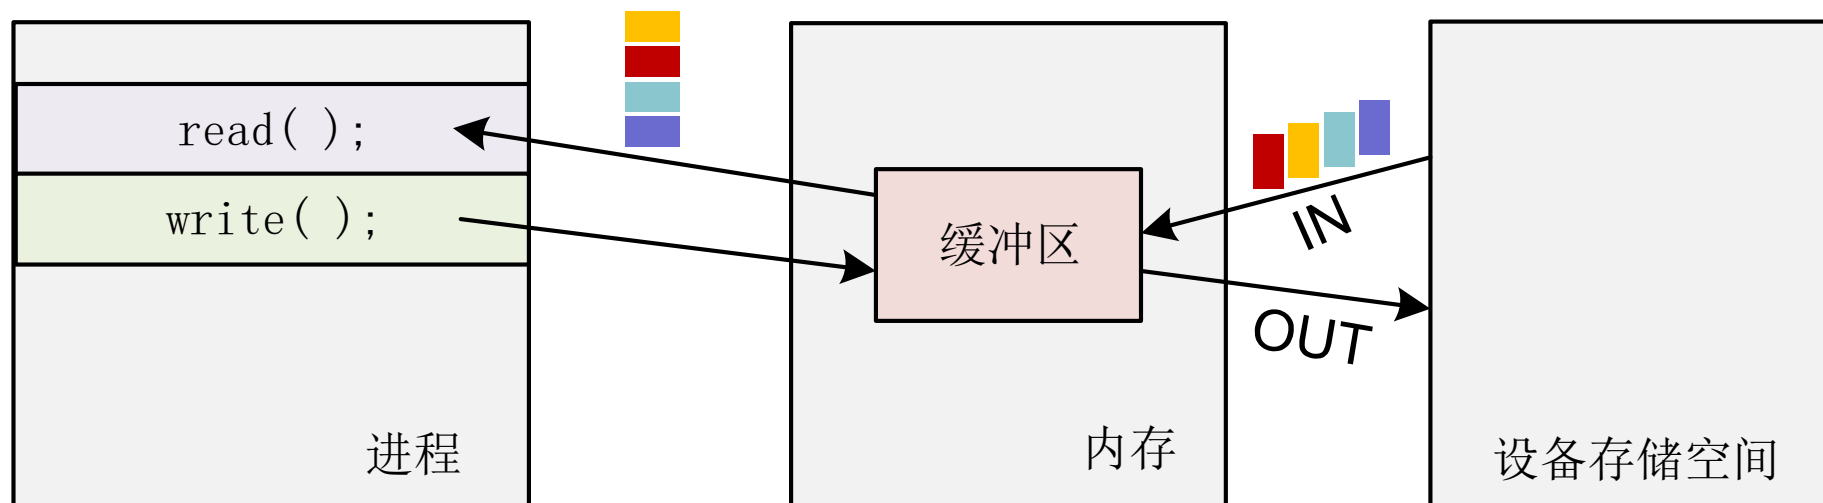 read( );
write( );
进程
缓冲区
内存
IN
OUT
设备存储空间